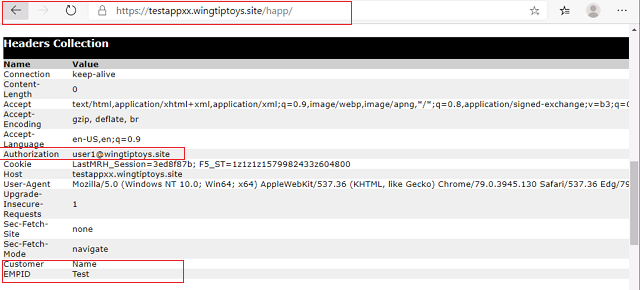 https://testappxx.wingtiptoys.site/happ/
Headers Collection
Name Value
Connection keep-alive
Content-
Length 0
Accept text/html,application/xhtml+xml,application/xml;q=0.9,image/webp,image/apng,*/*;q=0.8,application/signed-exchange;v=b3;q=0
Accept-
Encoding gzip, deflate, br
Accept-
Language en-US,en;q=0.9
Authorization user1@wingtiptoys.site
Cookie LastMRH_Session=3ed8f87b; F5_ST=1z1z1z1579982433z604800
Host testappxx.wingtiptoys.site
User-Agent Mozilla/5.0 (Windows NT 10.0; Win64; x64) AppleWebKit/537.36 (KHTML, like Gecko) Chrome/79.0.3945.130 Safari/537.36 Edg/79
Upgrade-
Insecure-
Requests 1
Sec-Fetch-
Site none
Sec-Fetch-
Mode navigate
Customer Name
EMPID Test